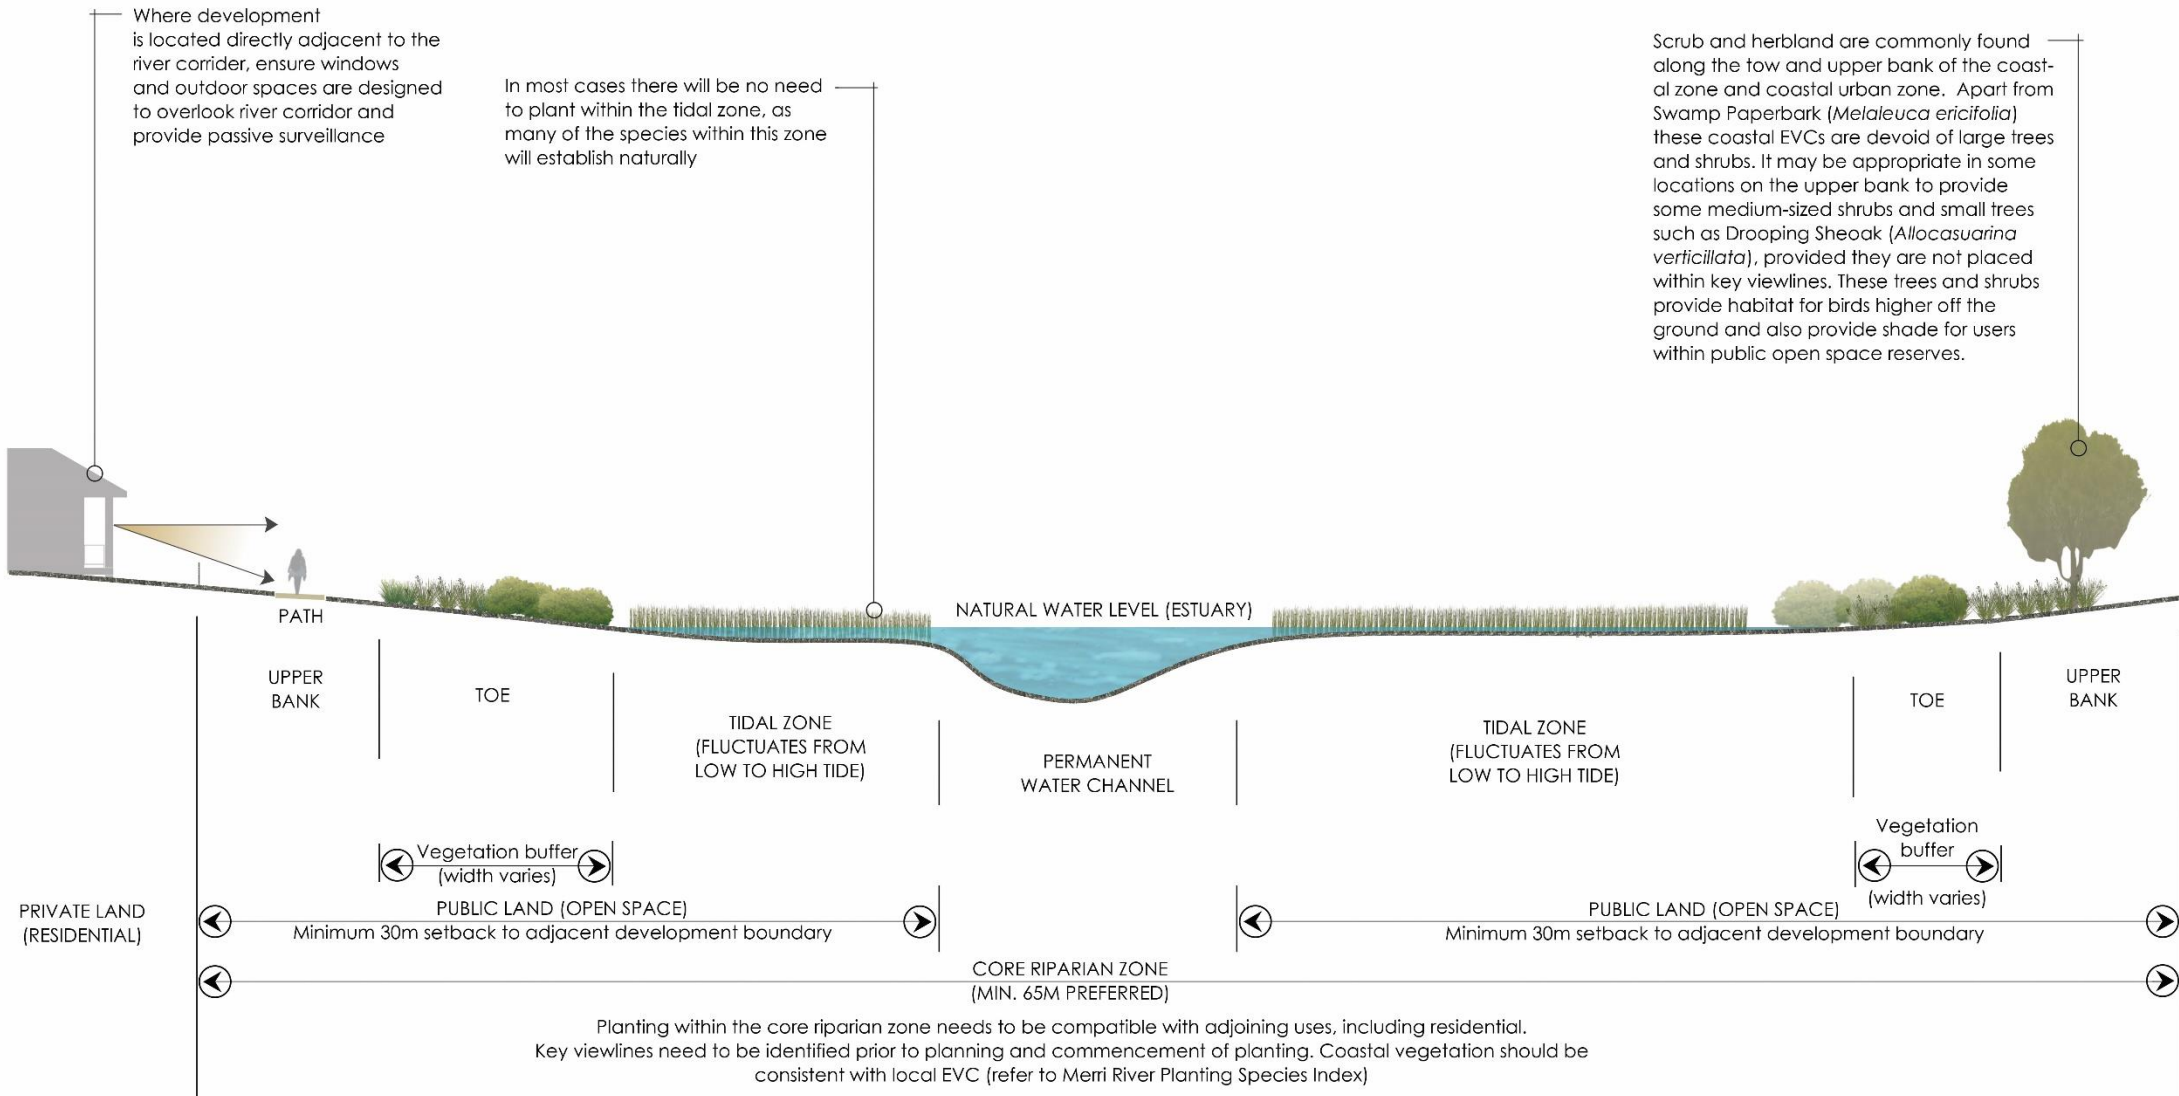 Where development
is located directly adjacent to the
river corrider, ensure windows
and outdoor spaces are designed
to overlook river corridor and
provide passive surveillance
In most cases there will be no need
to plant within the tidal zone, as
many of the species within this zone
will establish naturally
Scrub and herbland are commonly found
along the tow and upper bank of the coast-
al zone and coastal urban zone. Apart from
Swamp Paperbark (Melaleuca ericifolia)
these coastal EVCs are devoid of large trees
and shrubs. It may be appropriate in some
locations on the upper bank to provide
some medium-sized shrubs and small trees
such as Drooping Sheoak (Allocasuarina
verticillata), provided they are not placed
within key viewlines. These trees and shrubs
provide habitat for birds higher off the
ground and also provide shade for users
within public open space reserves.
NATURAL WATER LEVEL (ESTUARY)
PATH
UPPER
BANK
TOE
TIDAL ZONE
(FLUCTUATES FROM
LOW TO HIGH TIDE)
PERMANENT
WATER CHANNEL
TIDAL ZONE
(FLUCTUATES FROM
LOW TO HIGH TIDE)
TOE
UPPER
BANK
Vegetation buffer
(width varies)
Vegetation
buffer
(width varies)
PRIVATE LAND
(RESIDENTIAL)
PUBLIC LAND (OPEN SPACE)
Minimum 30m setback to adjacent development boundary
PUBLIC LAND (OPEN SPACE)
Minimum 30m setback to adjacent development boundary
CORE RIPARIAN ZONE
(MIN. 65M PREFERRED)
Planting within the core riparian zone needs to be compatible with adjoining uses, including residential.
Key viewlines need to be identified prior to planning and commencement of planting. Coastal vegetation should be
consistent with local EVC (refer to Merri River Planting Species Index)